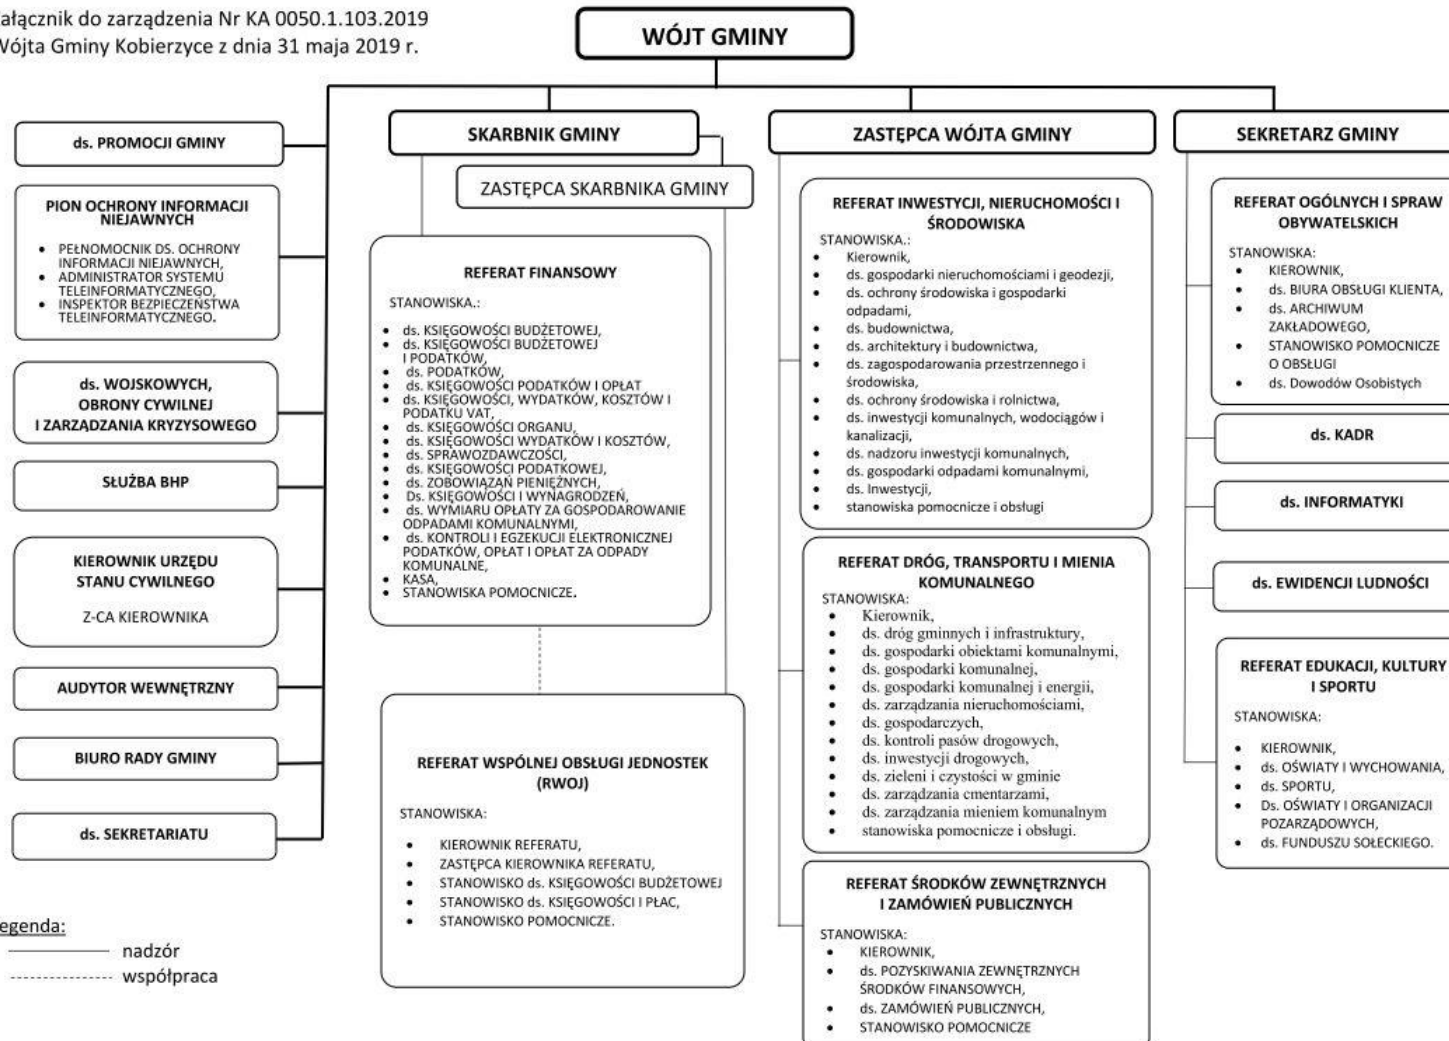 załącznik do zarządzenia Nr KA 0050.1.103.2019
Wójta Gminy Kobierzyce z dnia 31 maja 2019 r.
WÓJT GMINY
ds. PROMOCJI GMINY
PION OCHRONY INFORMACJI
NIEJAWNYCH
• PEŁNOMOCNIK DS. OCHRONY
INFORMACJI NIEJAWNYCH,
• ADMINISTRATOR SYSTEMU
TELEINFORMATYCZNEGO,
• INSPEKTOR BEZPIECZEŃSTWA
TELEINFORMATYCZNEGO.
ds. WOJSKOWYCH,
OBRONY CYWILNEJ
I ZARZĄDZANIA KRYZYSOWEGO
SŁUŻBA BHP
KIEROWNIK URZĘDU
STANU CYWILNEGO
Z-CA KIEROWNIKA
AUDYTOR WEWNĘTRZNY
BIURO RADY GMINY
ds. SEKRETARIATU
SKARBNIK GMINY
ZASTĘPCA SKARBNIKA GMINY
REFERAT FINANSOWY
STANOWISKA.:
• ds. KSIĘGOWOŚCI BUDŻETOWEJ,
• ds. KSIĘGOWOŚCI BUDŻETOWEJ
I PODATKÓW,
• ds. PODATKÓW,
• ds. KSIĘGOWOŚCI PODATKÓW I OPŁAT
• ds. KSIĘGOWOŚCI, WYDATKÓW, KOSZTÓW I
PODATKU VAT,
• ds. KSIĘGOWOŚCI ORGANU,
• ds. KSIĘGOWOŚCI WYDATKÓW I KOSZTÓW,
• ds. SPRAWOZDAWCZOŚCI,
• ds. KSIĘGOWOŚCI PODATKOWEJ,
• ds. ZOBOWIĄZAŃ PIENIĘŻNYCH,
• Ds. KSIĘGOWOŚCI I WYNAGRODZEŃ,
• ds. WYMIARU OPŁATY ZA GOSPODAROWANIE
ODPADAMI KOMUNALNYMI,
• ds. KONTROLI I EGZEKUCJI ELEKTRONICZNEJ
PODATKÓW, OPŁAT I OPŁAT ZA ODPADY
KOMUNALNE,
• KASA,
• STANOWISKA POMOCNICZE.
REFERAT WSPÓLNEJ OBSŁUGI JEDNOSTEK
(RWOJ)
STANOWISKA:
• KIEROWNIK REFERATU,
• ZASTĘPCA KIEROWNIKA REFERATU,
• STANOWISKO ds. KSIĘGOWOŚCI BUDŻETOWEJ
• STANOWISKO ds. KSIĘGOWOŚCI I PŁAC,
• STANOWISKO POMOCNICZE.
ZASTĘPCA WÓJTA GMINY
REFERAT INWESTYCJI, NIERUCHOMOŚCI I
ŚRODOWISKA
STANOWISKA.:
• Kierownik,
• ds. gospodarki nieruchomościami i geodezji,
• ds. ochrony środowiska i gospodarki
odpadami,
• ds. budownictwa,
• ds. architektury i budownictwa,
• ds. zagospodarowania przestrzennego i
środowiska,
• ds. ochrony środowiska i rolnictwa,
• ds. inwestycji komunalnych, wodociągów i
kanalizacji,
• ds. nadzoru inwestycji komunalnych,
• ds. gospodarki odpadami komunalnymi,
• ds. Inwestycji,
• stanowiska pomocnicze i obsługi
REFERAT DRÓG, TRANSPORTU I MIENIA
KOMUNALNEGO
STANOWISKA:
• Kierownik,
• ds. dróg gminnych i infrastruktury,
• ds. gospodarki obiektami komunalnymi,
• ds. gospodarki komunalnej,
• ds. gospodarki komunalnej i energii,
• ds. zarządzania nieruchomościami,
• ds. gospodarczych,
• ds. kontroli pasów drogowych,
• ds. inwestycji drogowych,
• ds. zieleni i czystości w gminie
• ds. zarządzania cmentarzami,
• ds. zarządzania mieniem komunalnym
• stanowiska pomocnicze i obsługi.
REFERAT ŚRODKÓW ZEWNĘTRZNYCH
I ZAMÓWIEŃ PUBLICZNYCH
STANOWISKA:
• KIEROWNIK,
• ds. POZYSKIWANIA ZEWNĘTRZNYCH
ŚRODKÓW FINANSOWYCH,
• ds. ZAMÓWIEŃ PUBLICZNYCH,
• STANOWISKO POMOCNICZE
SEKRETARZ GMINY
REFERAT OGÓLNYCH I SPRAW
OBYWATELSKICH
STANOWISKA:
• KIEROWNIK,
• ds. BIURA OBSŁUGI KLIENTA,
• ds. ARCHIWUM
ZAKŁADOWEGO,
• STANOWISKO POMOCNICZE
O OBSŁUGI
• ds. Dowodów Osobistych
ds. KADR
ds. INFORMATYKI
ds. EWIDENCJI LUDNOŚCI
REFERAT EDUKACJI, KULTURY
I SPORTU
STANOWISKA:
• KIEROWNIK,
• ds. OŚWIATY I WYCHOWANIA,
• ds. SPORTU,
• Ds. OŚWIATY I ORGANIZACJI
POZARZĄDOWYCH,
• ds. FUNDUSZU SOŁECKIEGO.
egenda:
nadzór
współpraca